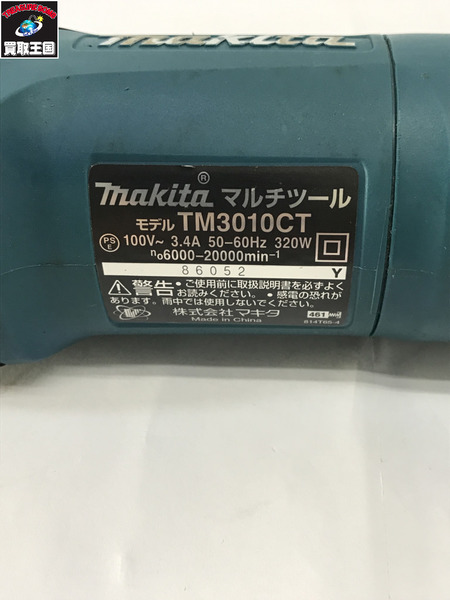 買取王国
makita
makita® マルチツール
モデル TM3010CT
PS E 100V～ 3.4A 50-60Hz 320W
n₀6000-20000min⁻¹
86052 Y
警告 ・ご使用前に取扱説明書を必ずよく
お読みください。 ・感電の恐れが
あります。雨中では使用しないでください。
株式会社マキタ
Made in China
461
814T65-4